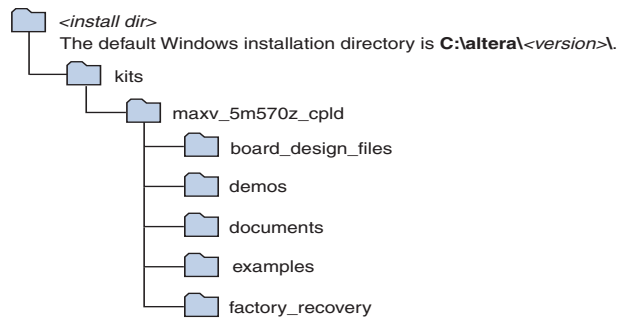 <install dir>
The default Windows installation directory is C:\altera\<version>\.
kits
maxv_5m570z_cpld
board_design_files
demos
documents
examples
factory_recovery